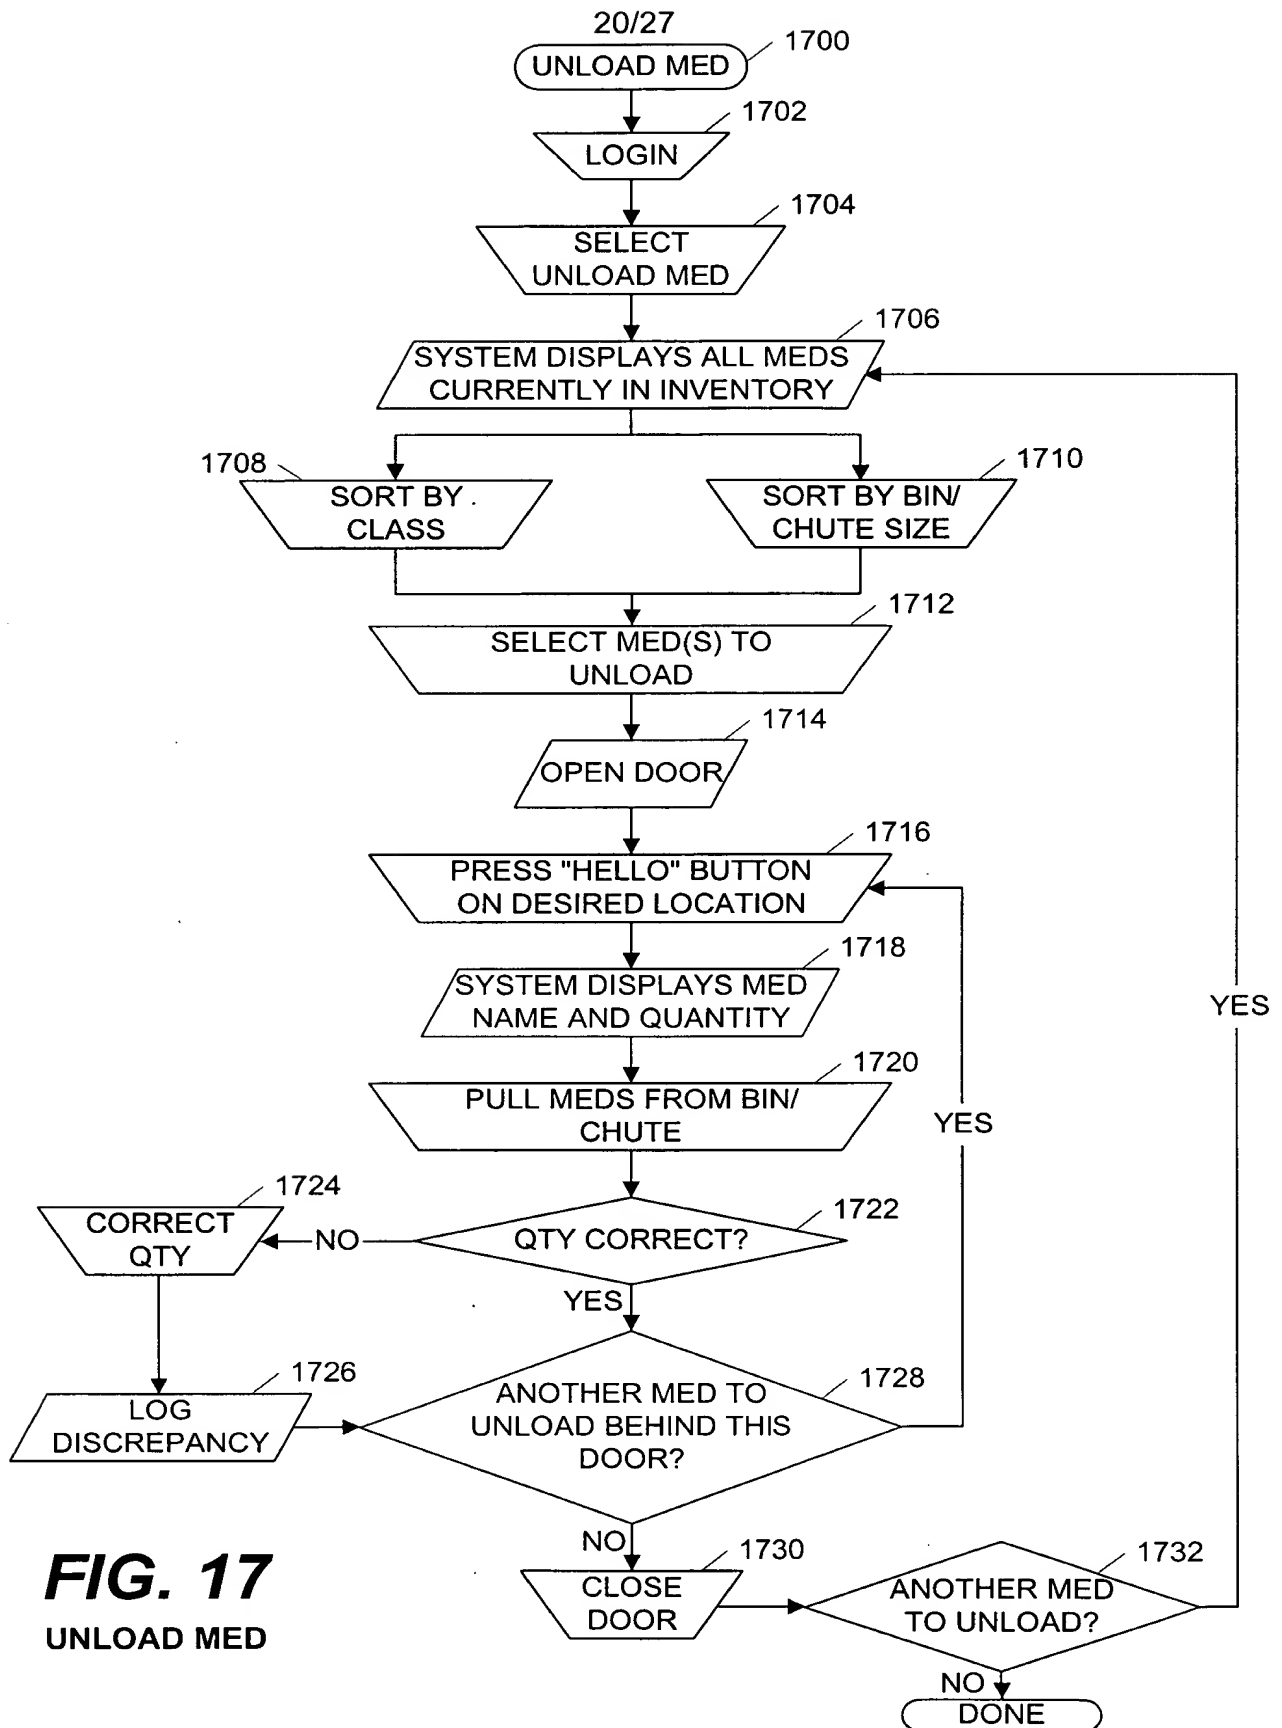 20/27
UNLOAD MED
1700
LOGIN
1702
SELECT
UNLOAD MED
1704
SYSTEM DISPLAYS ALL MEDS
CURRENTLY IN INVENTORY
1706
1708
SORT BY
CLASS
SORT BY BIN/
CHUTE SIZE
1710
SELECT MED(S) TO
UNLOAD
1712
OPEN DOOR
1714
PRESS "HELLO" BUTTON
ON DESIRED LOCATION
1716
SYSTEM DISPLAYS MED
NAME AND QUANTITY
1718
PULL MEDS FROM BIN/
CHUTE
1720
YES
YES
QTY CORRECT?
1722
NO
CORRECT
QTY
1724
YES
LOG
DISCREPANCY
1726
ANOTHER MED TO
UNLOAD BEHIND THIS
DOOR?
1728
NO
CLOSE
DOOR
1730
ANOTHER MED
TO UNLOAD?
1732
NO
DONE
FIG. 17
UNLOAD MED